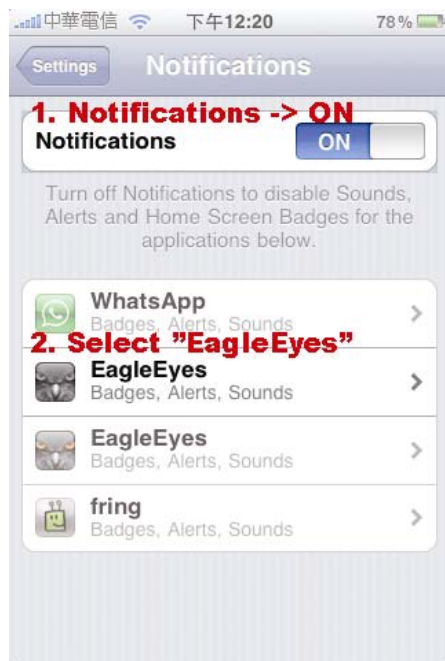 中華電信 下午12:20 78%
Settings Notifications
1. Notifications -> ON
Notifications ON
Turn off Notifications to disable Sounds,
Alerts and Home Screen Badges for the
applications below.
WhatsApp
Badges, Alerts, Sounds
2. Select ”EagleEyes”
EagleEyes
Badges, Alerts, Sounds
EagleEyes
Badges, Alerts, Sounds
fring
Badges, Alerts, Sounds